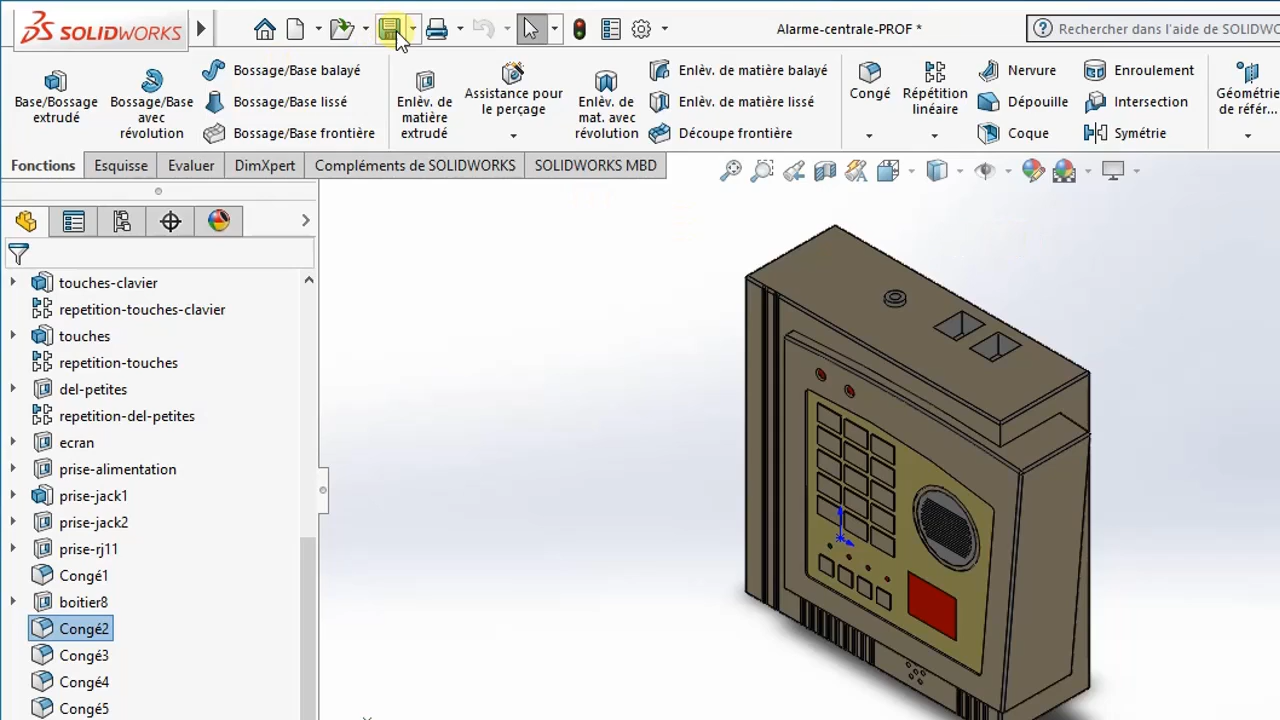 SOLIDWORKS
Alarme-centrale-PROF *
Rechercher dans l'aide de SOLIDWO
Base/Bossage
extrudé
Bossage/Base
avec
révolution
Bossage/Base balayé
Bossage/Base lissé
Bossage/Base frontière
Enlèv. de
matière
extrudé
Assistance pour
le perçage
Enlèv. de
mat. avec
révolution
Enlèv. de matière balayé
Enlèv. de matière lissé
Découpe frontière
Congé
Répétition
linéaire
Nervure
Dépouille
Coque
Enroulement
Intersection
Symétrie
Géométrie
de référ...
Fonctions
Esquisse
Evaluer
DimXpert
Compléments de SOLIDWORKS
SOLIDWORKS MBD
touches-clavier
repetition-touches-clavier
touches
repetition-touches
del-petites
repetition-del-petites
ecran
prise-alimentation
prise-jack1
prise-jack2
prise-rj11
Congé1
boitier8
Congé2
Congé3
Congé4
Congé5